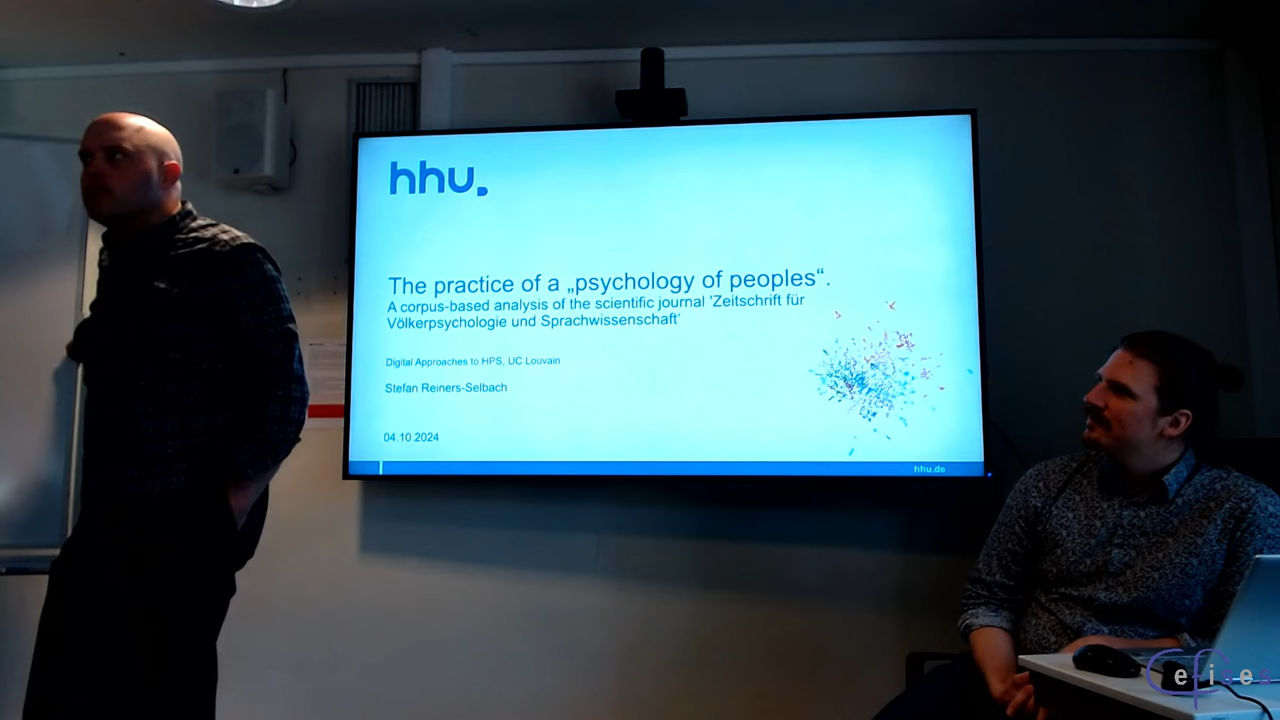 hhu.
The practice of a „psychology of peoples“.
A corpus-based analysis of the scientific journal 'Zeitschrift für
Völkerpsychologie und Sprachwissenschaft'
Digital Approaches to HPS, UC Louvain
Stefan Reiners-Selbach
04.10.2024
hhu.de
Cefises